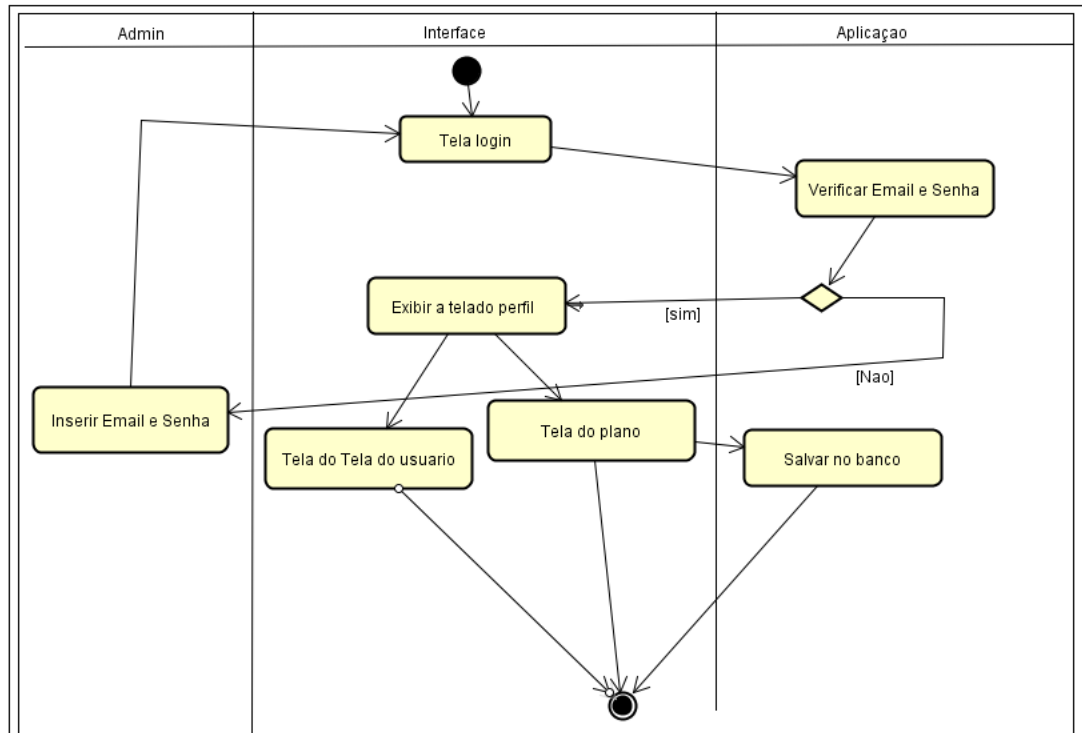 Admin
Interface
Aplicaçao
Tela login
Verificar Email e Senha
Exibir a telado perfil
[sim]
[Nao]
Inserir Email e Senha
Tela do plano
Tela do Tela do usuario
Salvar no banco